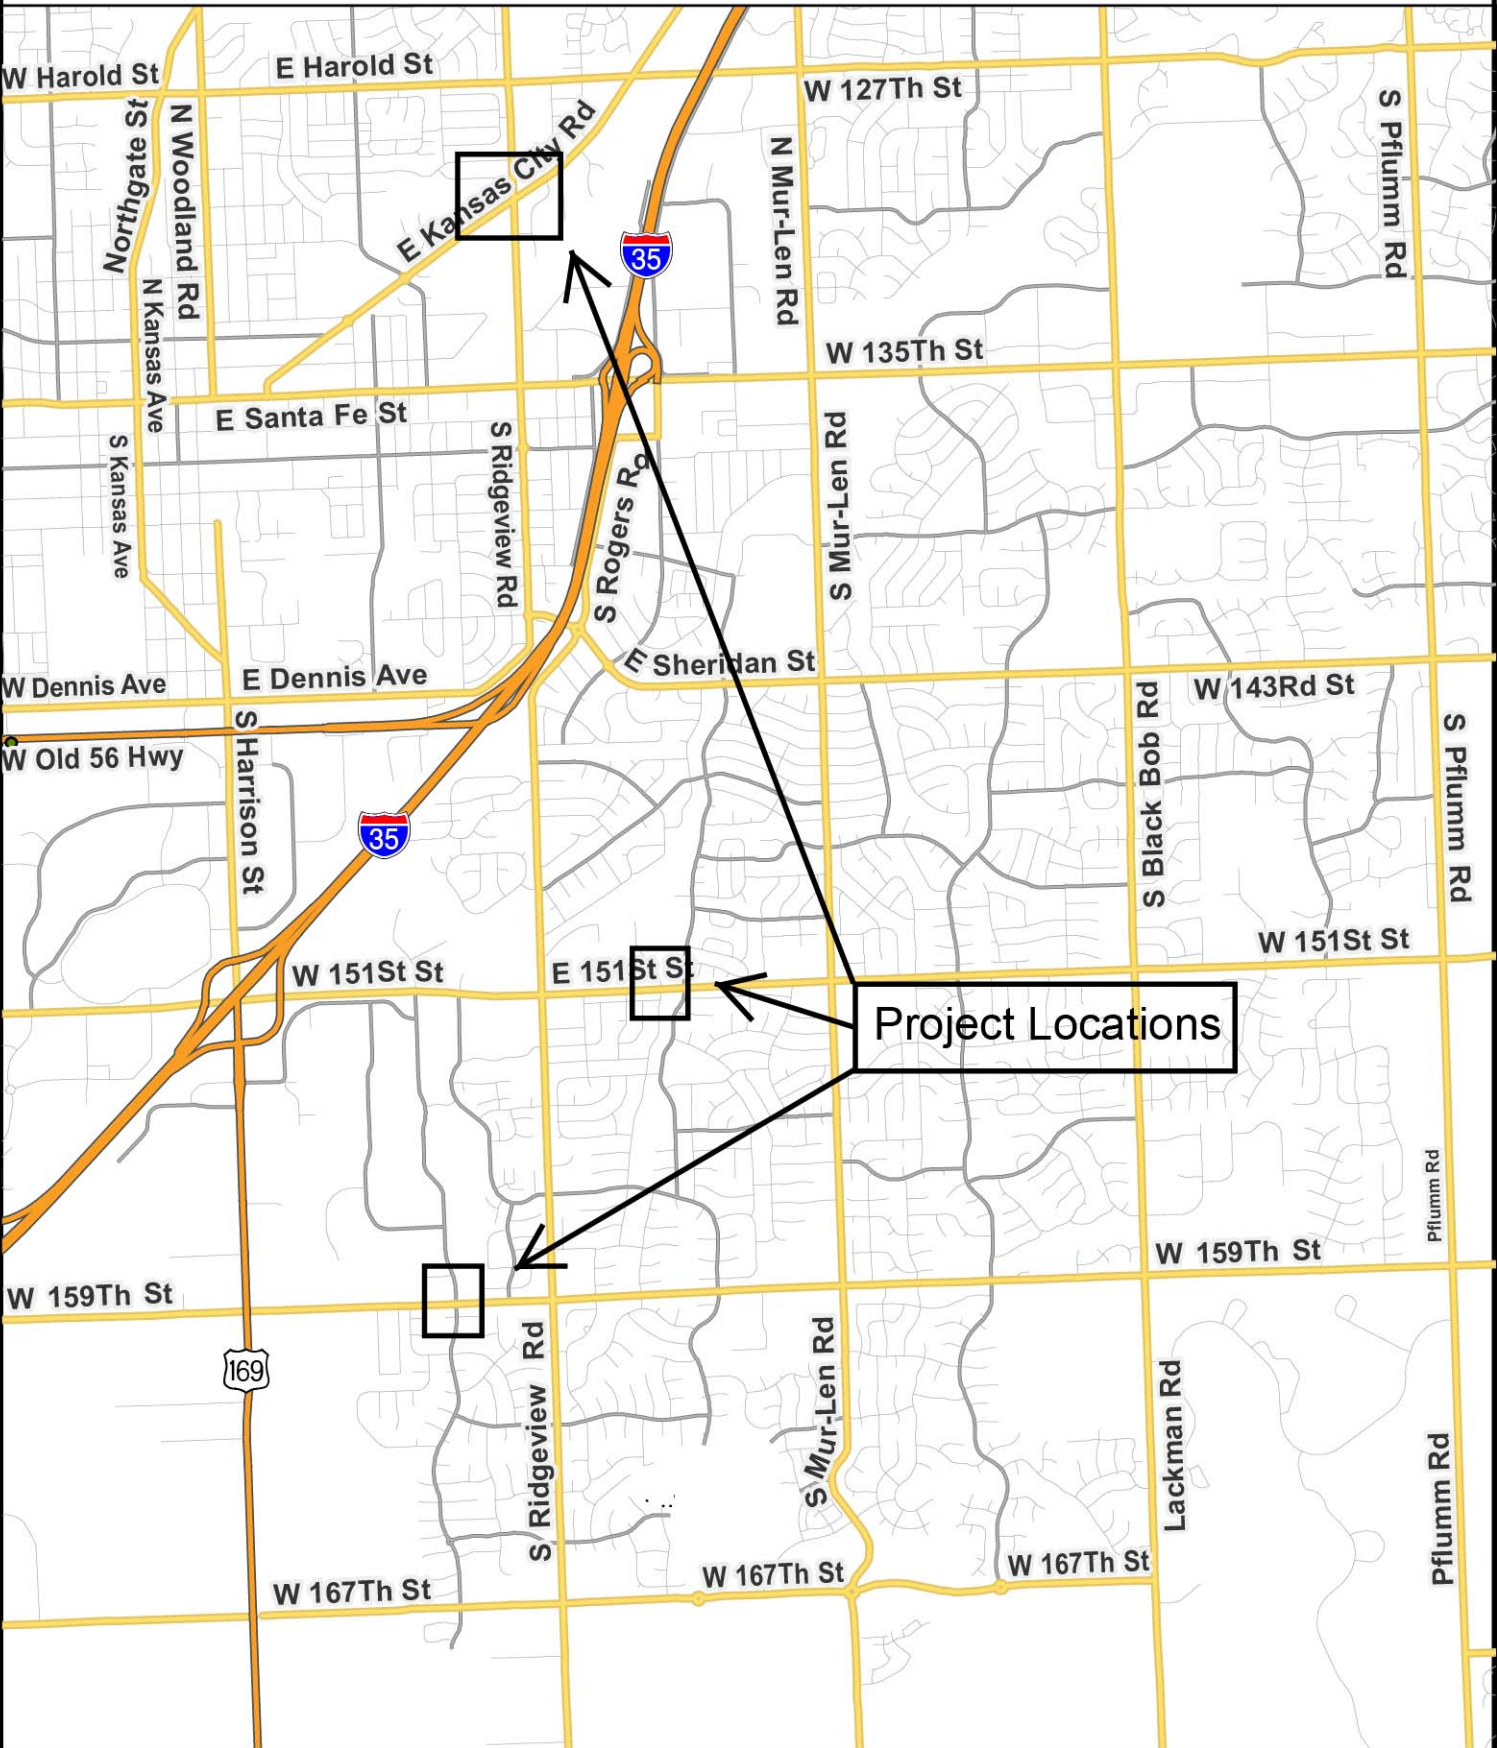 W Harold St
E Harold St
W 127Th St
Northgate St
N Woodland Rd
E Kansas City Rd
N Mur-Len Rd
S Pflumm Rd
35
N Kansas Ave
W 135Th St
E Santa Fe St
S Kansas Ave
S Ridgeview Rd
S Rogers Rd
S Mur-Len Rd
E Sheridan St
W Dennis Ave
E Dennis Ave
W 143Rd St
W Old 56 Hwy
S Harrison St
S Black Bob Rd
S Pflumm Rd
35
W 151St St
E 151St St
W 151St St
Project Locations
Pflumm Rd
W 159Th St
W 159Th St
169
S Ridgeview Rd
S Mur-Len Rd
Lackman Rd
Pflumm Rd
W 167Th St
W 167Th St
W 167Th St